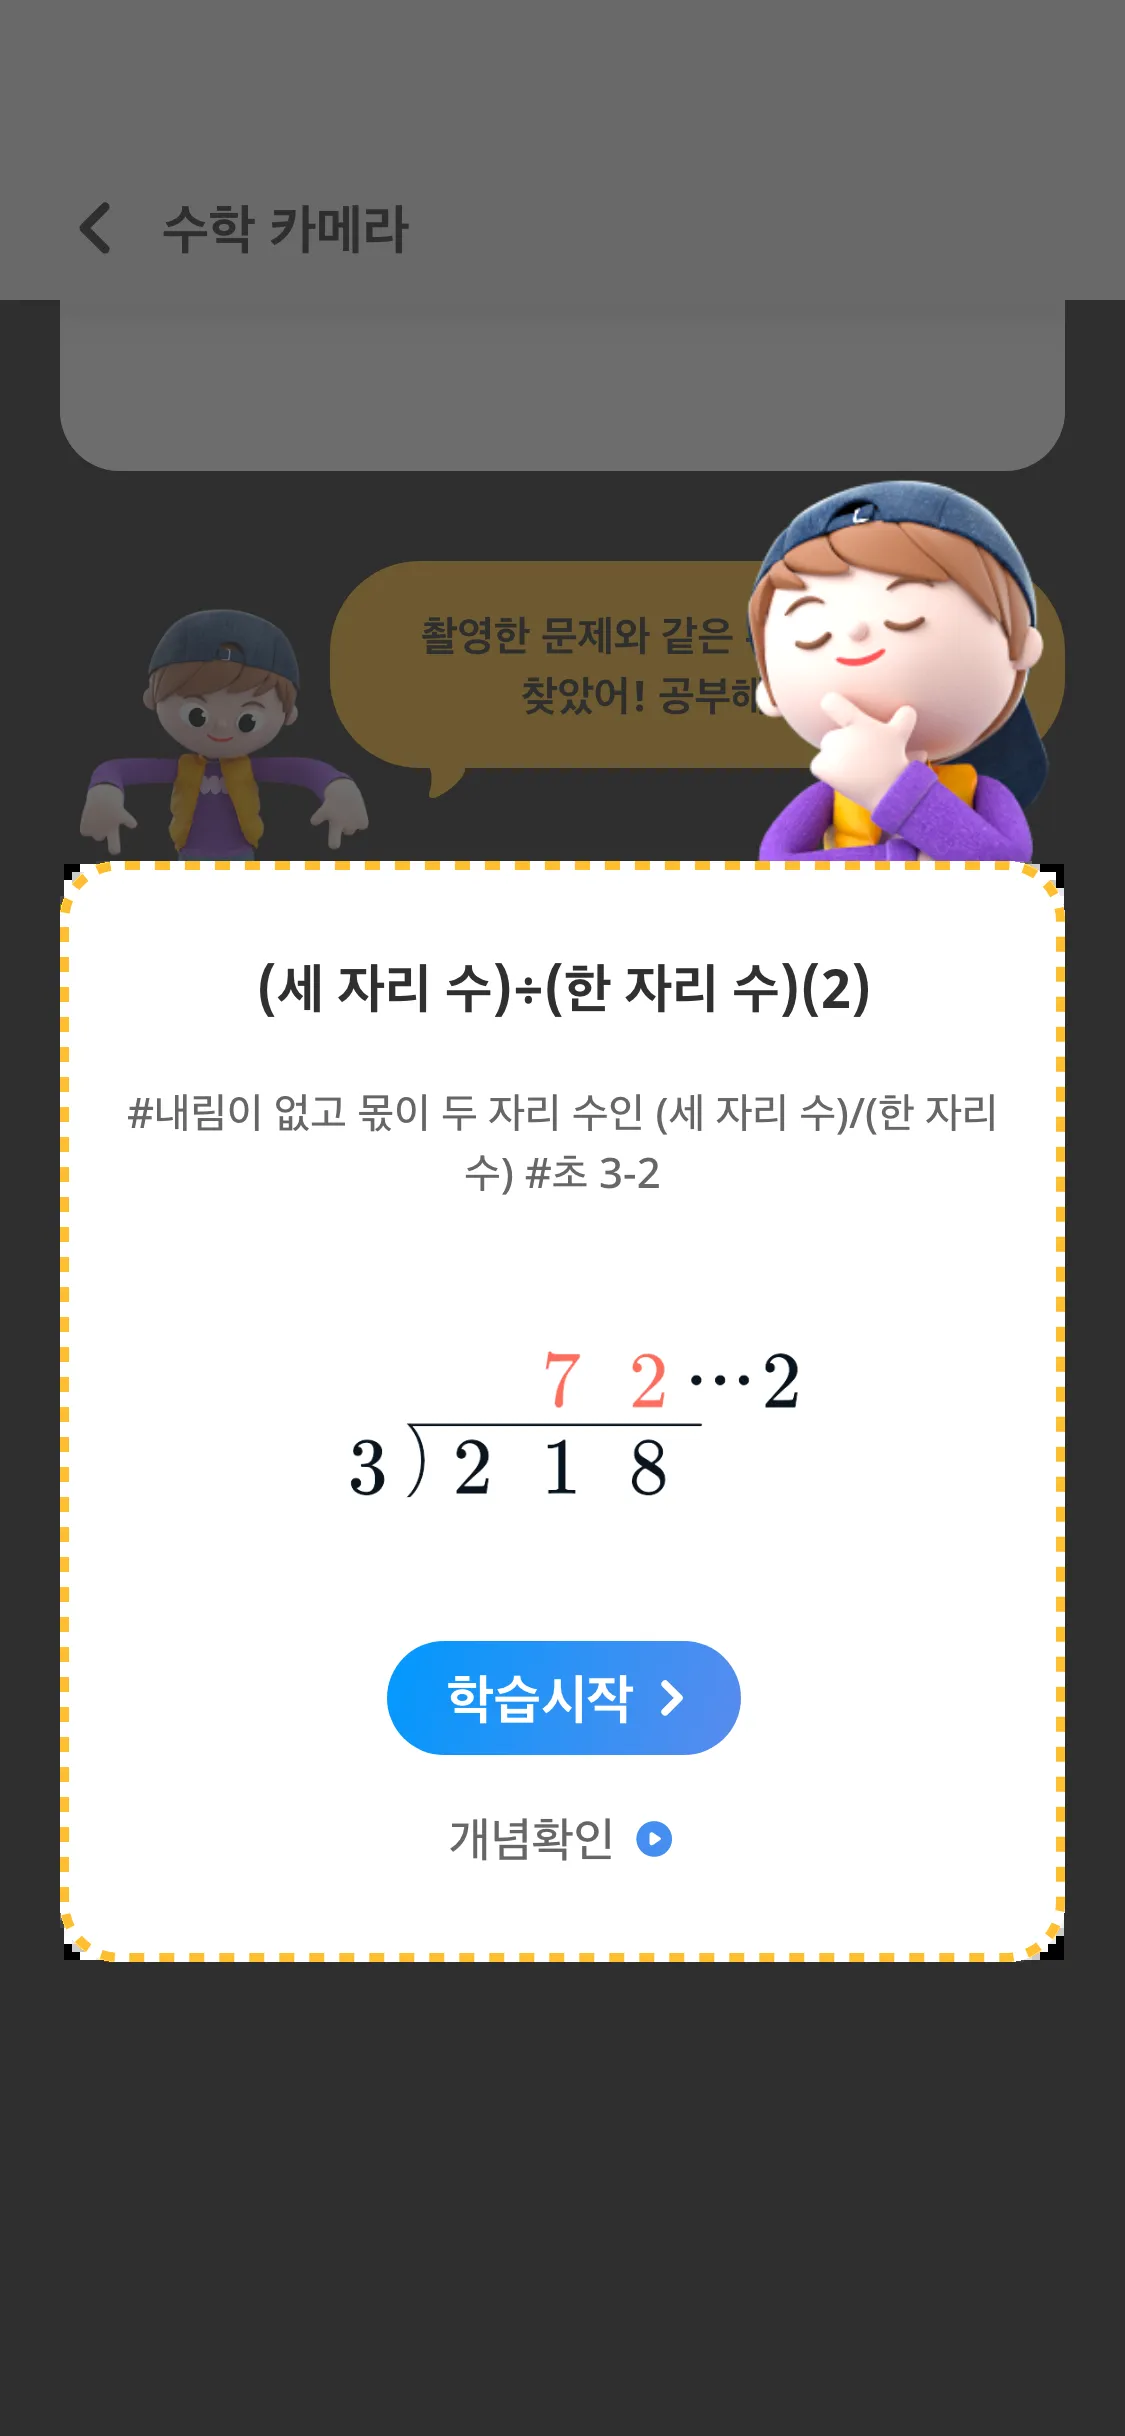 수학 카메라
촬영한 문제와 같은
찾았어! 공부해
(세 자리 수)÷(한 자리 수)(2)
#내림이 없고 몫이 두 자리 수인 (세 자리 수)/(한 자리
수) #초 3-2
7 2 ···2
3 ) 2 1 8
학습시작
개념확인